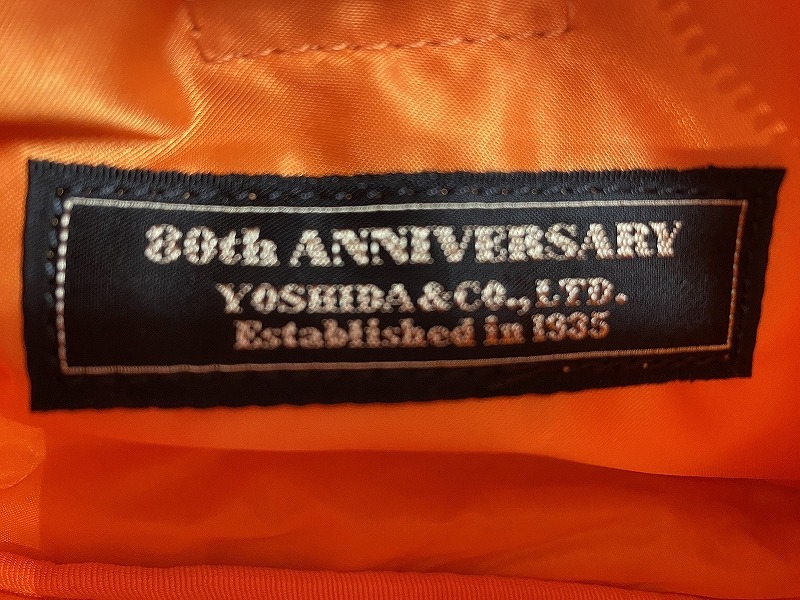 80th ANNIVERSARY
YOSHIDA & CO., LTD.
Established in 1935